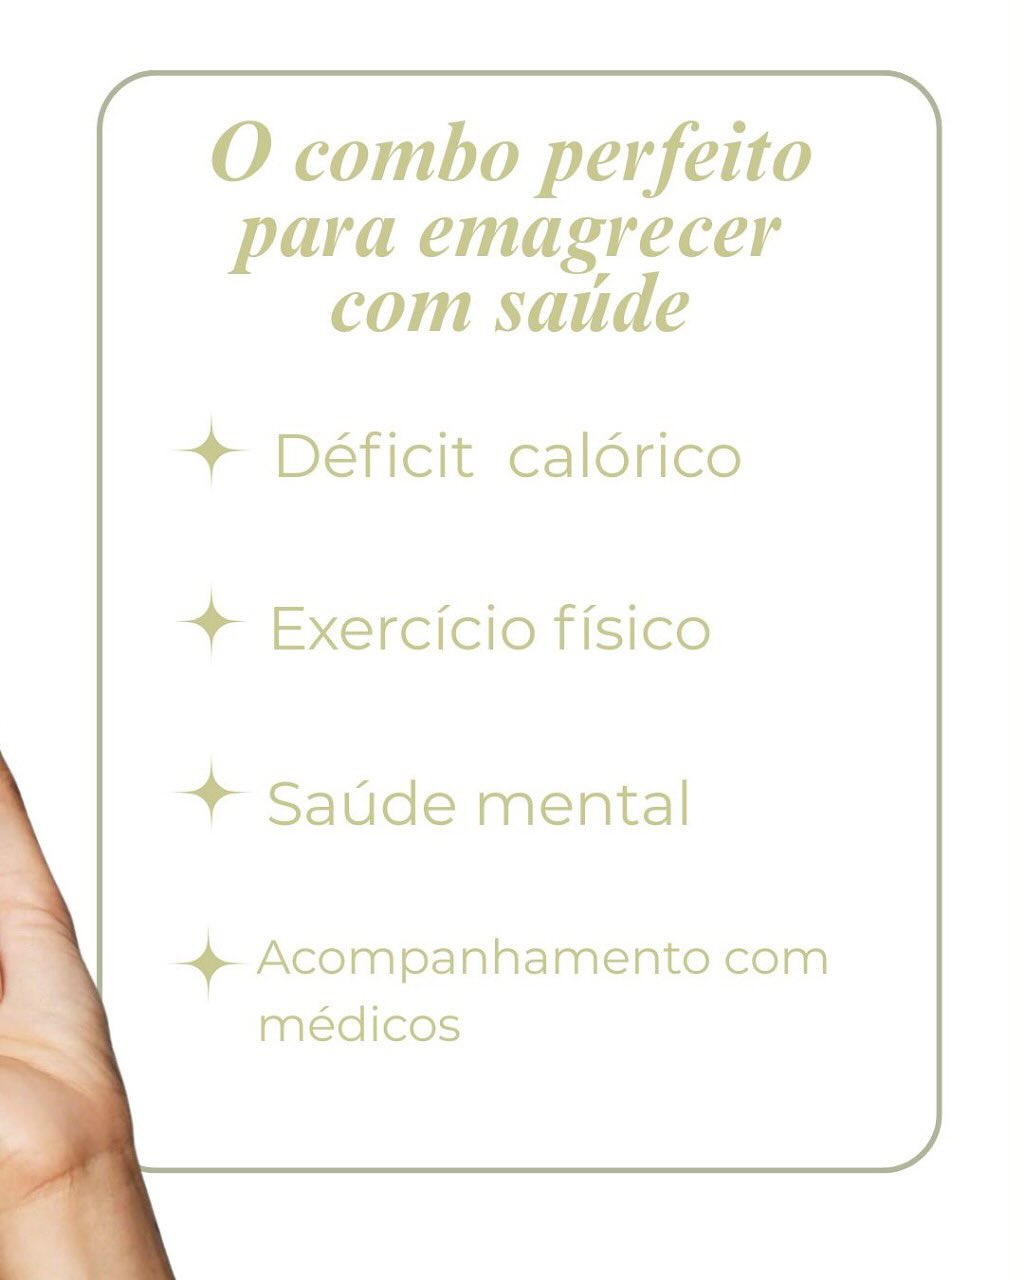 O combo perfeito
para emagrecer
com saúde
Déficit calórico
Exercício físico
Saúde mental
Acompanhamento com
médicos